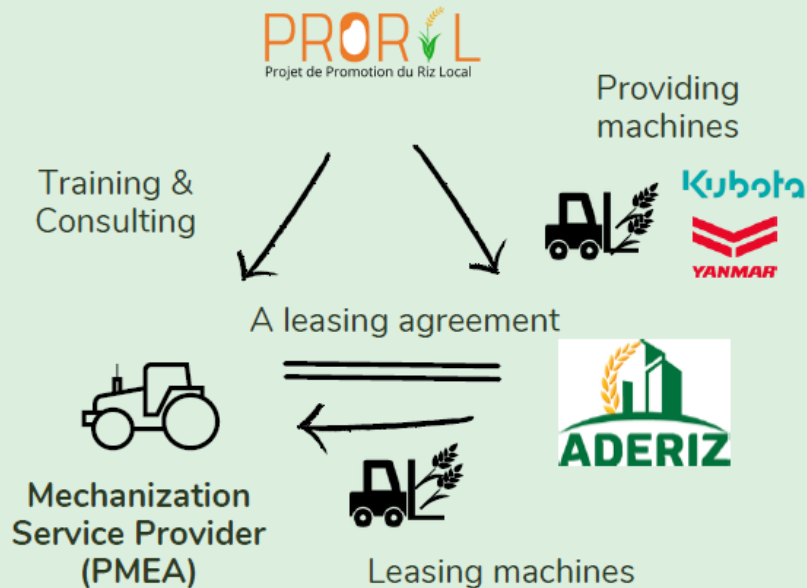 PRORIL
Projet de Promotion du Riz Local
Providing
machines
Training &
Consulting
Kubota
YANMAR
A leasing agreement
ADERIZ
Mechanization
Service Provider
(PMEA)
Leasing machines